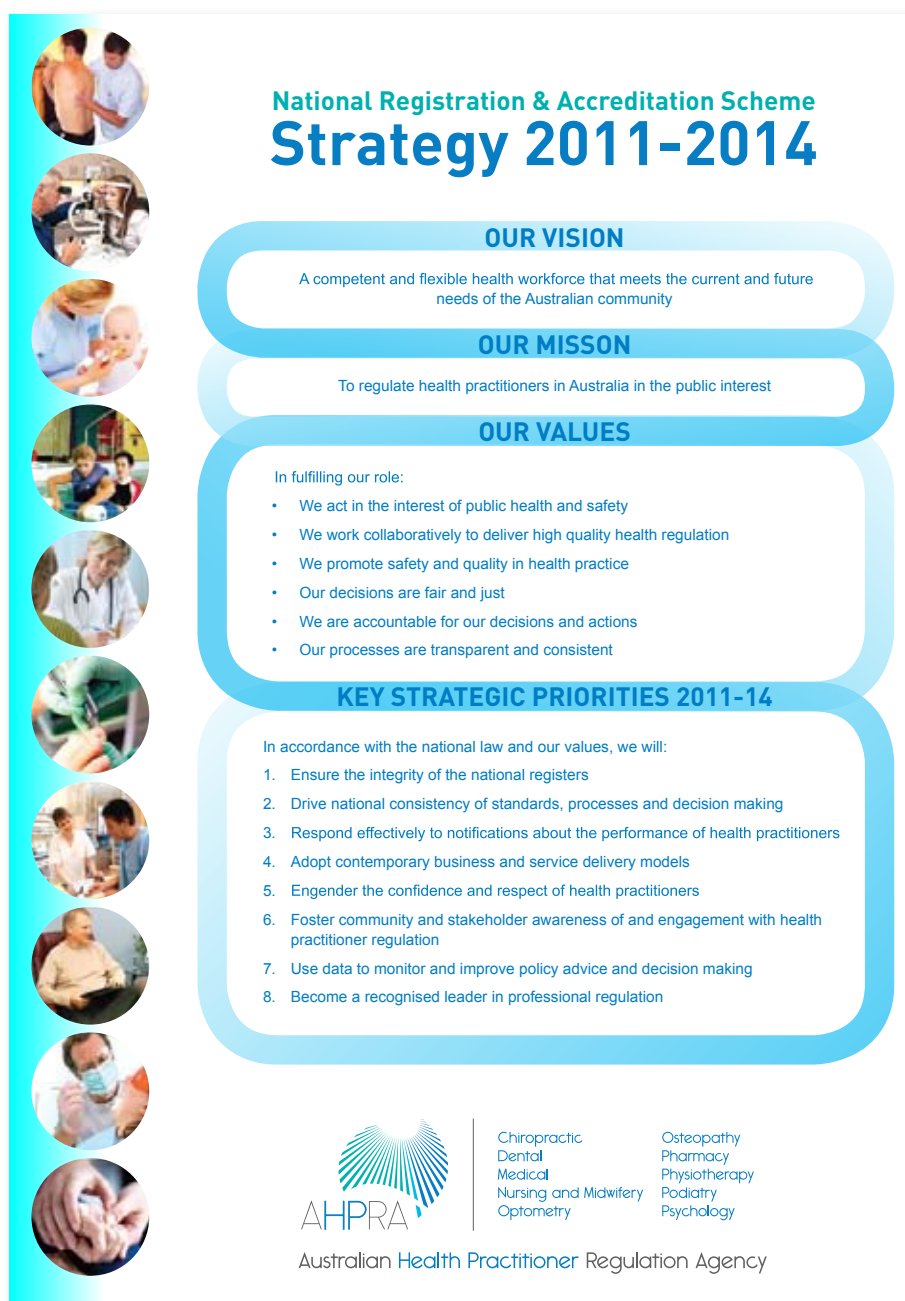 National Registration & Accreditation Scheme
Strategy 2011-2014
OUR VISION
A competent and flexible health workforce that meets the current and future
needs of the Australian community
OUR MISSON
To regulate health practitioners in Australia in the public interest
OUR VALUES
In fulfilling our role:
• We act in the interest of public health and safety
• We work collaboratively to deliver high quality health regulation
• We promote safety and quality in health practice
• Our decisions are fair and just
• We are accountable for our decisions and actions
• Our processes are transparent and consistent
KEY STRATEGIC PRIORITIES 2011-14
In accordance with the national law and our values, we will:
1. Ensure the integrity of the national registers
2. Drive national consistency of standards, processes and decision making
3. Respond effectively to notifications about the performance of health practitioners
4. Adopt contemporary business and service delivery models
5. Engender the confidence and respect of health practitioners
6. Foster community and stakeholder awareness of and engagement with health
practitioner regulation
7. Use data to monitor and improve policy advice and decision making
8. Become a recognised leader in professional regulation
AHPRA
Chiropractic
Dental
Medical
Nursing and Midwifery
Optometry
Osteopathy
Pharmacy
Physiotherapy
Podiatry
Psychology
Australian Health Practitioner Regulation Agency